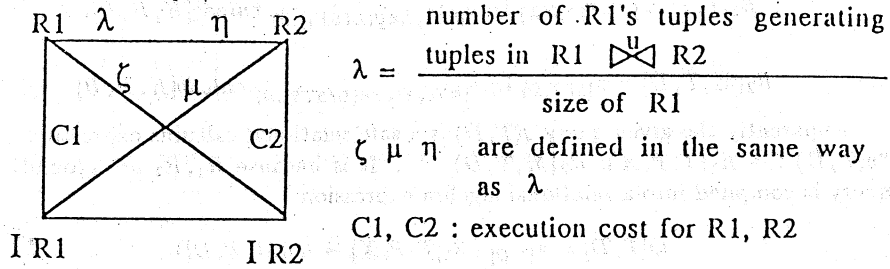 R1 λ η R2
ζ μ
C1 C2
I R1 I R2
λ = number of R1's tuples generating
tuples in R1 ⋈ᵘ R2
size of R1
ζ μ η are defined in the same way
as λ
C1, C2 : execution cost for R1, R2